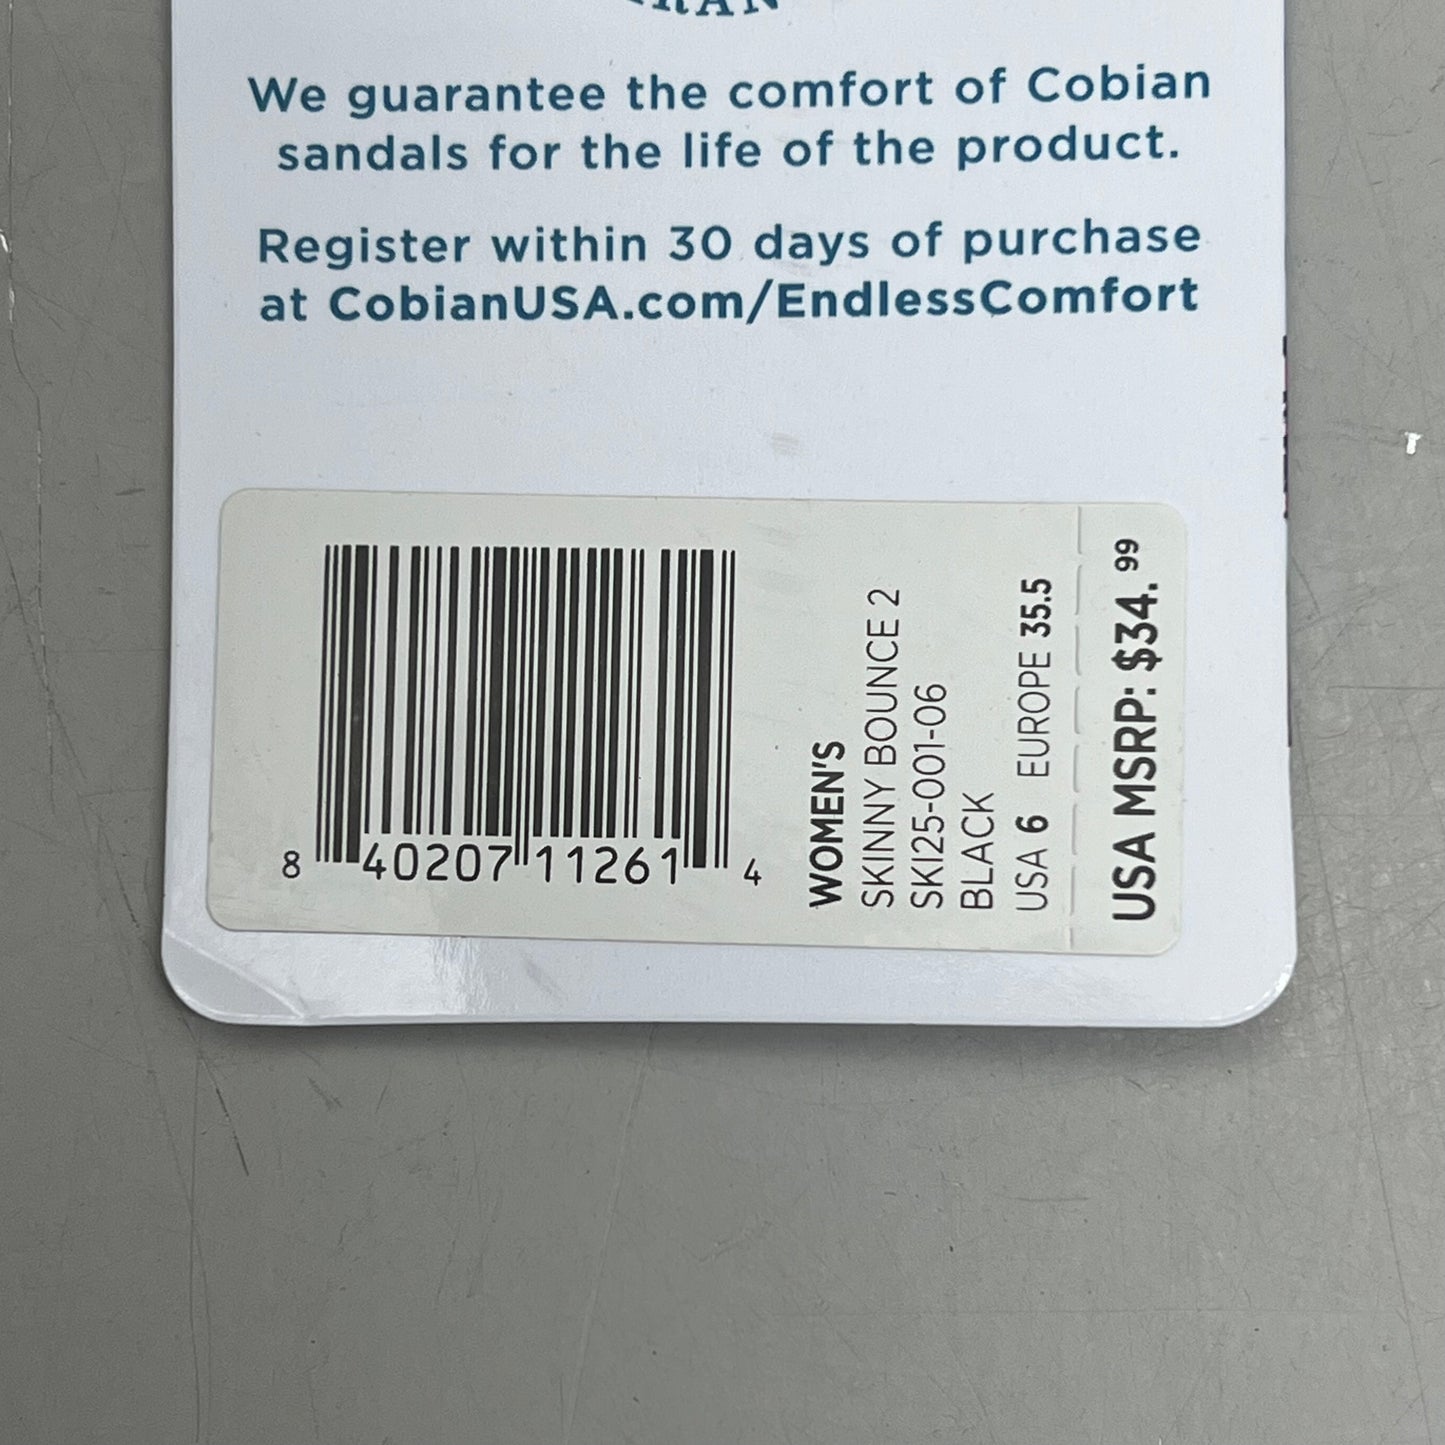 We guarantee the comfort of Cobian
sandals for the life of the product.
Register within 30 days of purchase
at CobianUSA.com/EndlessComfort
8 40207 11261 4
WOMEN'S
SKINNY BOUNCE 2
SKI25-001-06
BLACK
USA 6 EUROPE 35.5
USA MSRP: $34.99